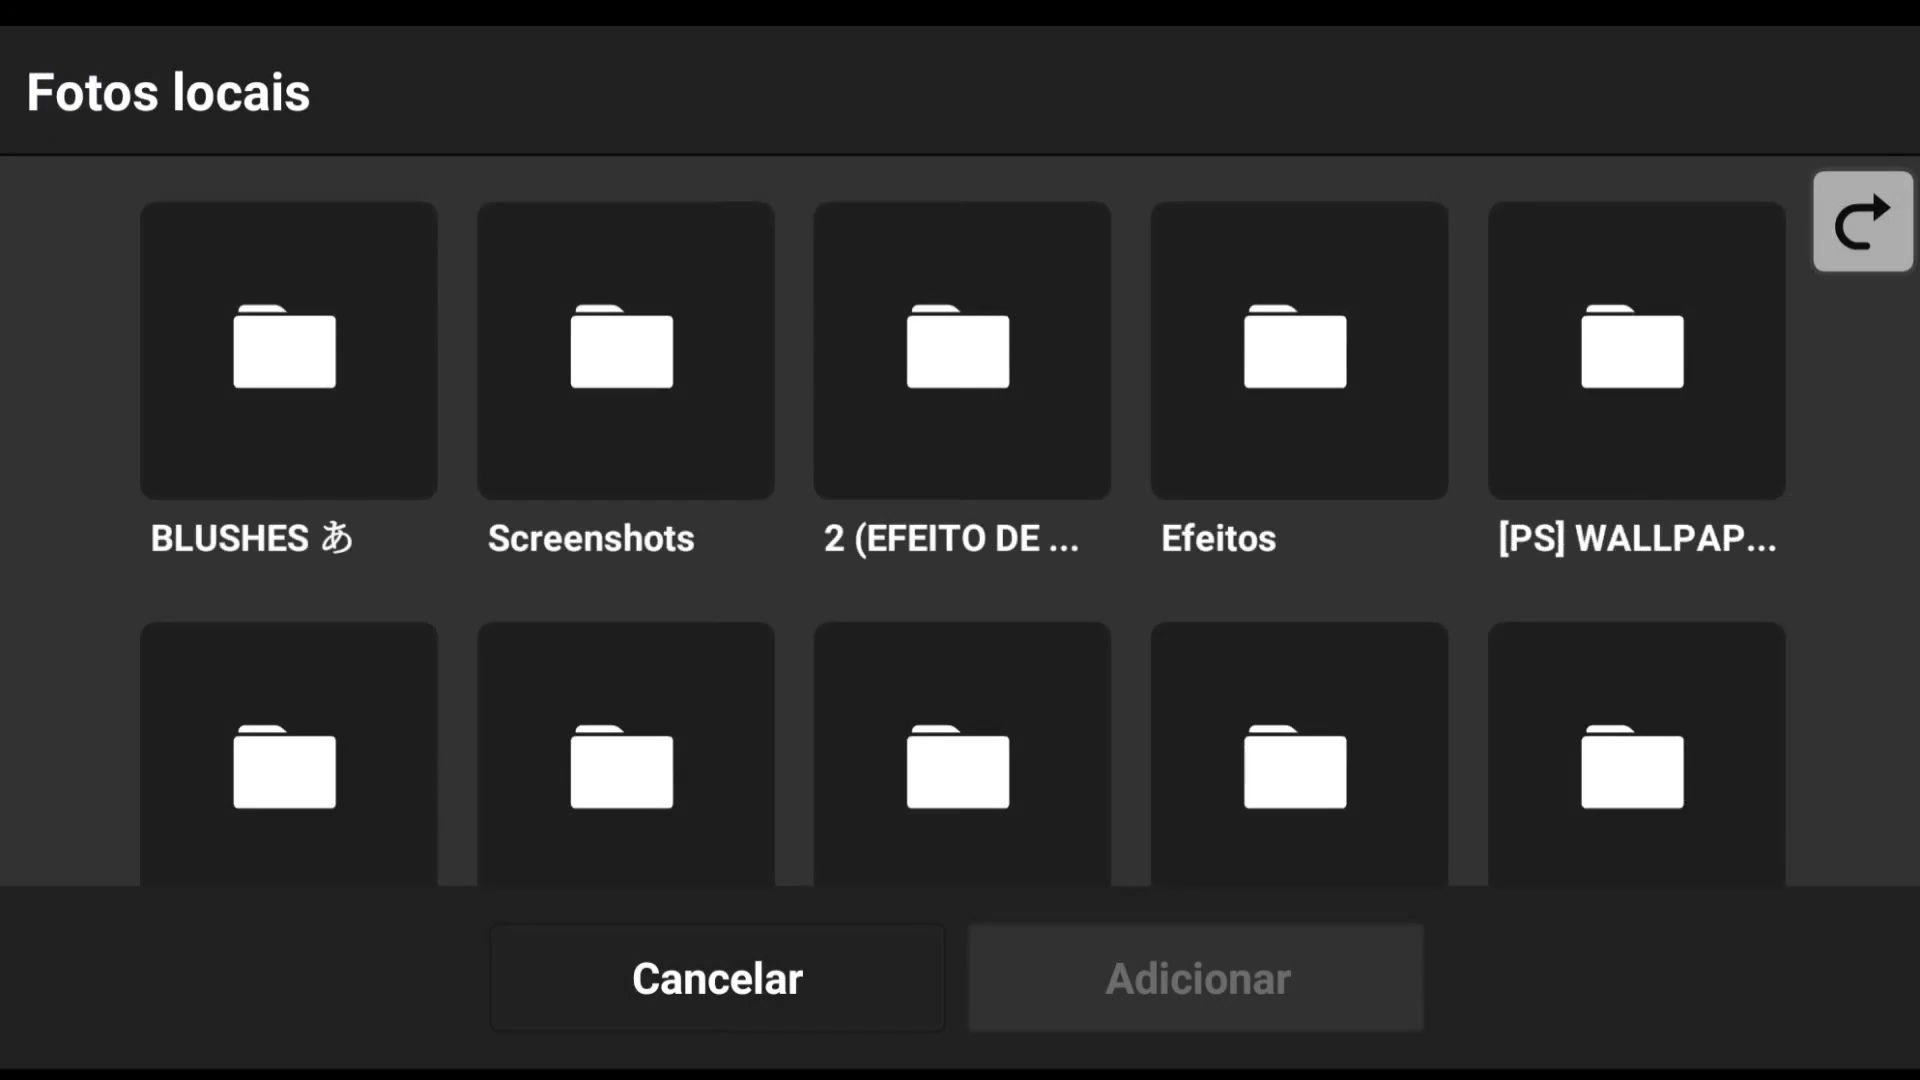 Fotos locais
BLUSHES あ
Screenshots
2 (EFEITO DE ...
Efeitos
[PS] WALLPAP...
Cancelar
Adicionar